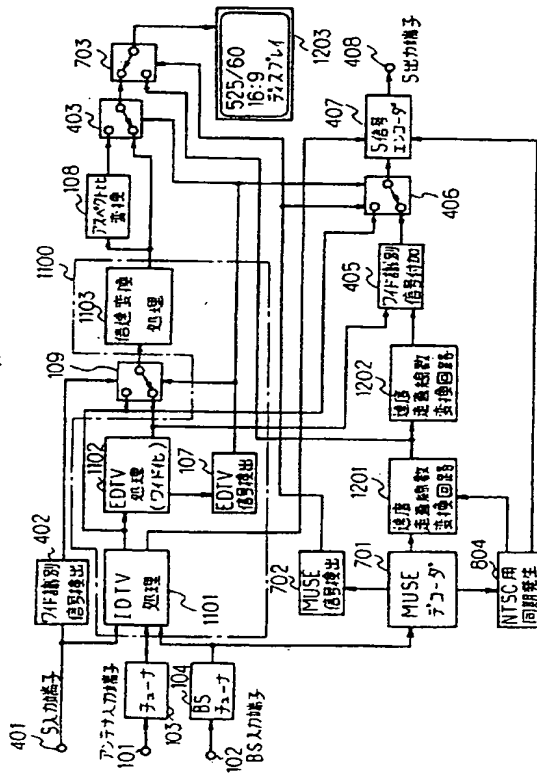 401
S入力端子
402
ワイド識別
信号検出
アンテナ入力端子
101
チューナ
103
104
BS
チューナ
102
BS入力端子
IDTV
処理
1101
1102
EDTV
処理
(ワイド化)
107
EDTV
信号検出
109
1103
倍速変換
処理
1100
108
アスペクト比
変換
403
703
525/60
16:9
ディスプレイ
1203
702
MUSE
信号検出
701
MUSE
デコーダ
804
NTSC用
同期発生
1201
速度
走査線数
変換回路
1202
速度
走査線数
変換回路
405
ワイド識別
信号付加
406
407
S信号
エンコーダ
408
S出力端子